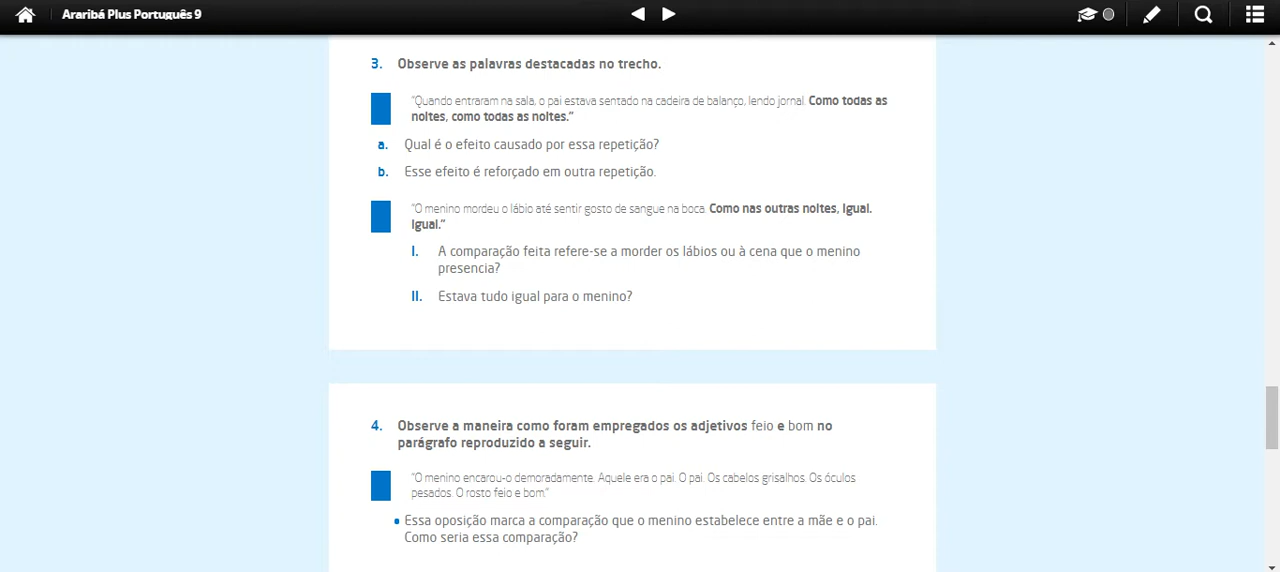 Araribá Plus Português 9
3. Observe as palavras destacadas no trecho.
"Quando entraram na sala, o pai estava sentado na cadeira de balanço, lendo jornal. Como todas as
noites, como todas as noites."
a. Qual é o efeito causado por essa repetição?
b. Esse efeito é reforçado em outra repetição.
"O menino mordeu o lábio até sentir gosto de sangue na boca. Como nas outras noites, igual.
Igual."
I. A comparação feita refere-se a morder os lábios ou à cena que o menino
presencia?
II. Estava tudo igual para o menino?
4. Observe a maneira como foram empregados os adjetivos feio e bom no
parágrafo reproduzido a seguir.
"O menino encarou-o demoradamente. Aquele era o pai. O pai. Os cabelos grisalhos. Os óculos
pesados. O rosto feio e bom."
• Essa oposição marca a comparação que o menino estabelece entre a mãe e o pai.
Como seria essa comparação?